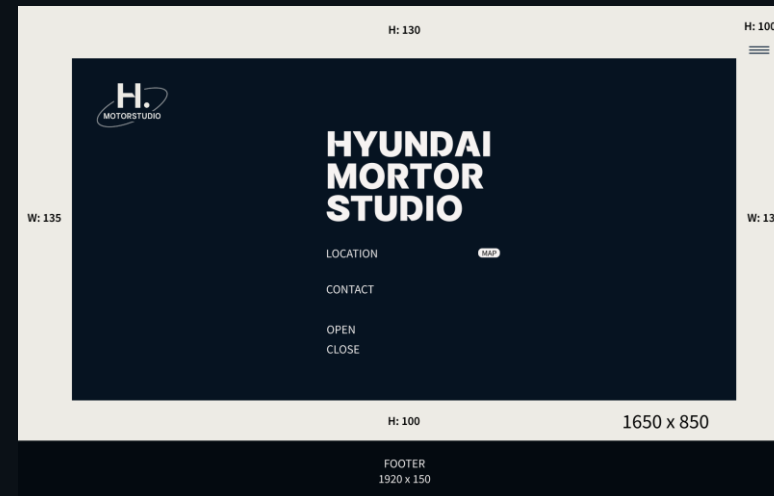 H: 130
H: 100
H.
MOTORSTUDIO
HYUNDAI
MORTOR
STUDIO
W: 135
W: 13
LOCATION
MAP
CONTACT
OPEN
CLOSE
H: 100
1650 x 850
FOOTER
1920 x 150